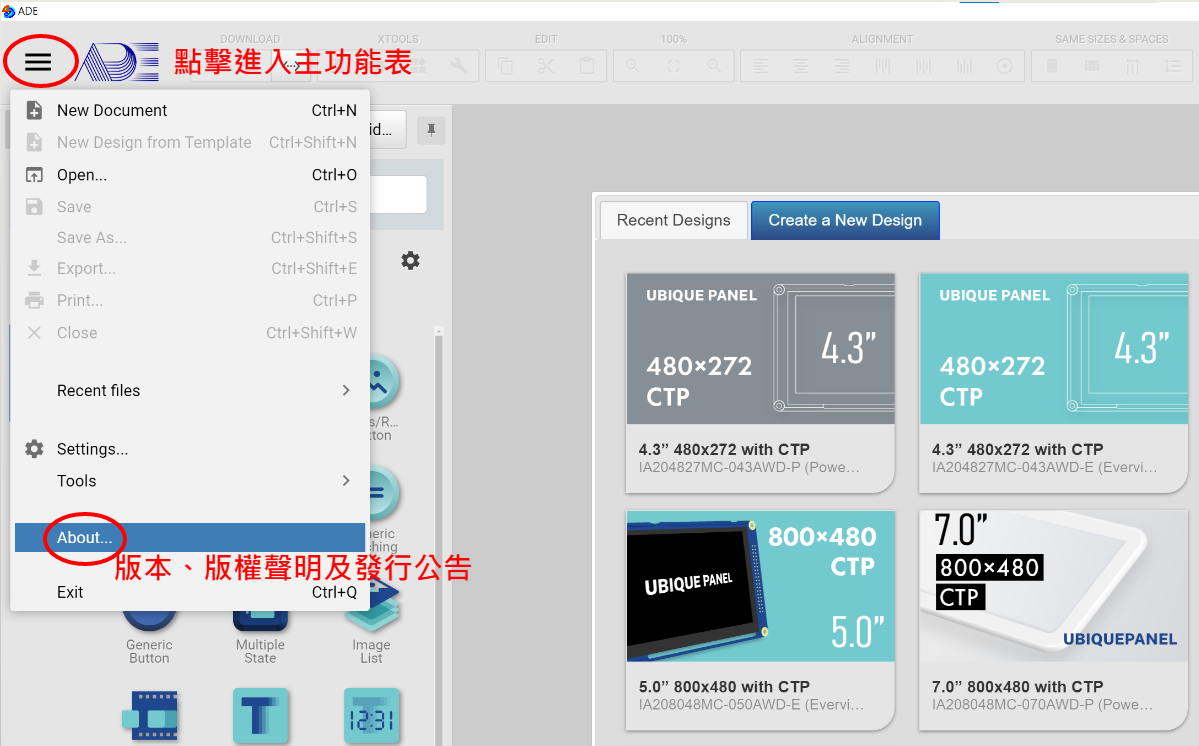 ADE
DOWNLOAD
XTOOLS
EDIT
100%
ALIGNMENT
SAME SIZES & SPACES
ADE
點擊進入主功能表
New Document Ctrl+N
New Design from Template Ctrl+Shift+N
Open... Ctrl+O
Save Ctrl+S
Save As... Ctrl+Shift+S
Export... Ctrl+Shift+E
Print... Ctrl+P
Close Ctrl+Shift+W
Recent files
Settings...
Tools
About...
版本、版權聲明及發行公告
Exit Ctrl+Q
Generic
Button
Multiple
State
Image
List
T
12:31
Recent Designs
Create a New Design
UBIQUE PANEL
480×272
CTP
4.3”
4.3” 480x272 with CTP
IA204827MC-043AWD-P (Powe...
UBIQUE PANEL
480×272
CTP
4.3”
4.3” 480x272 with CTP
IA204827MC-043AWD-E (Evervi...
UBIQUE PANEL
800×480
CTP
5.0”
5.0” 800x480 with CTP
IA208048MC-050AWD-E (Evervi...
7.0”
800×480
CTP
UBIQUEPANEL
7.0” 800x480 with CTP
IA208048MC-070AWD-P (Powe...